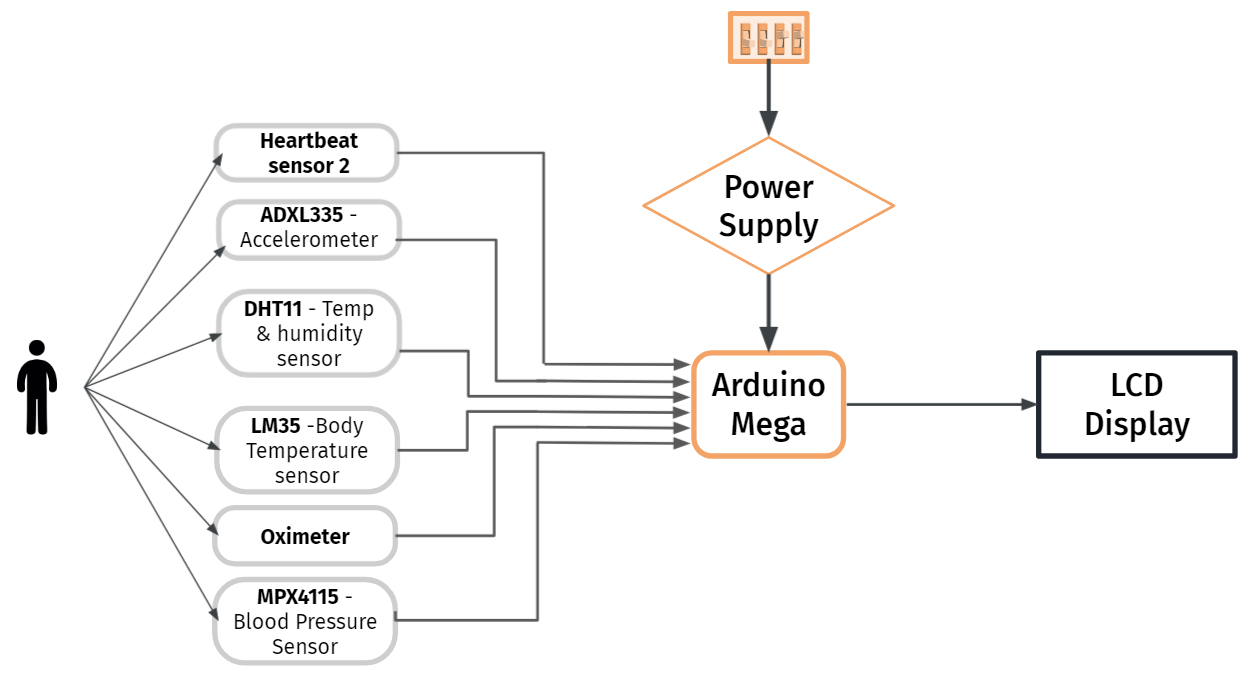 Heartbeat
sensor 2
ADXL335 -
Accelerometer
DHT11 - Temp
& humidity
sensor
LM35 -Body
Temperature
sensor
Oximeter
MPX4115 -
Blood Pressure
Sensor
Power
Supply
Arduino
Mega
LCD
Display